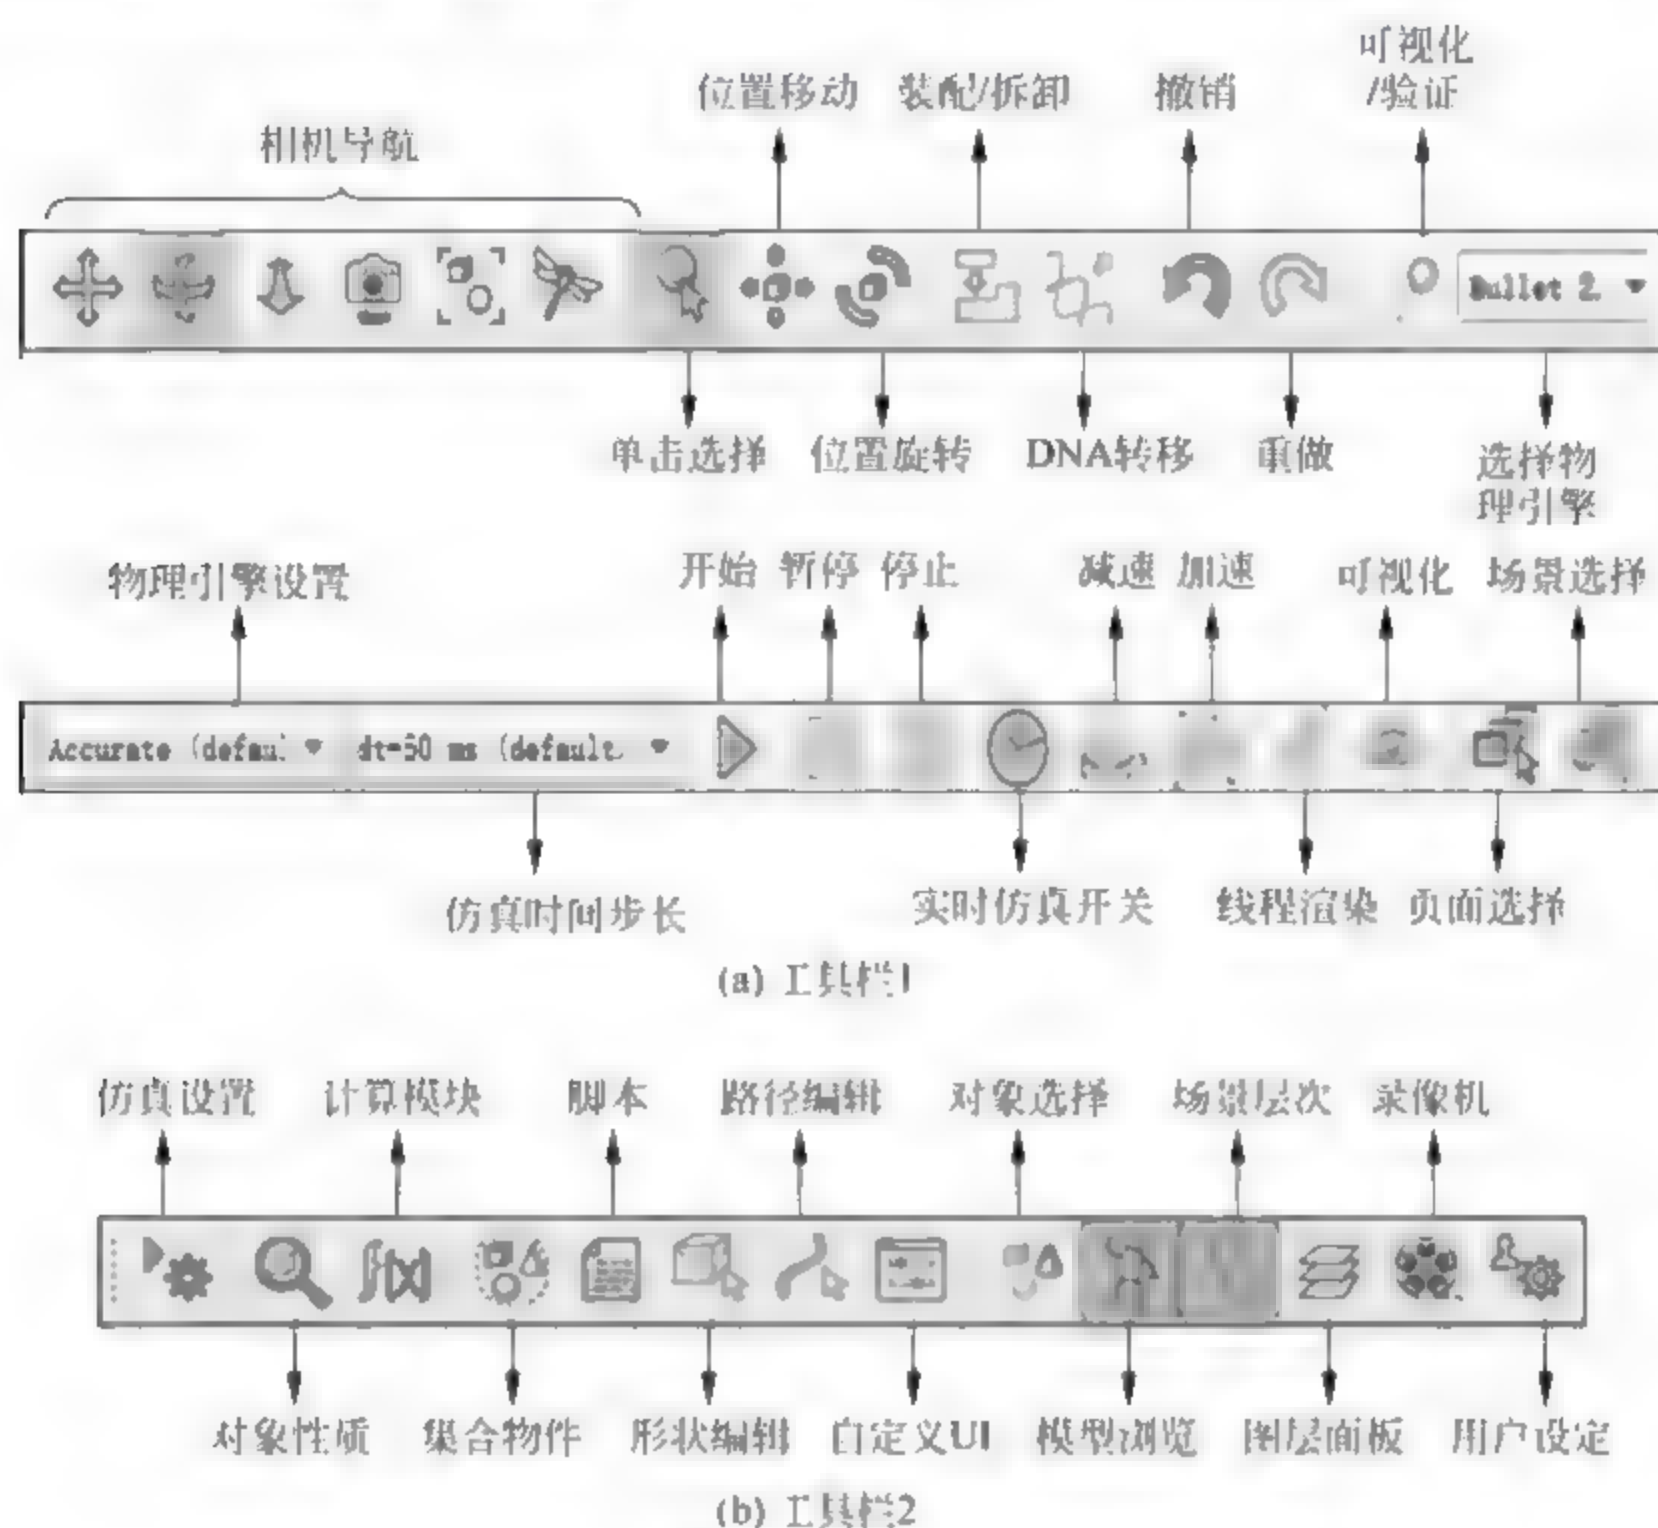 可视化
/验证
位置移动 装配/拆卸 撤销
相机导航
Bullet 2.
单击选择 位置旋转 DNA转移 重做 选择物
理引擎
物理引擎设置 开始 暂停 停止 减速 加速 可视化 场景选择
Accurate (defau. dt=50 ms (default.
仿真时间步长 实时仿真开关 线程渲染 页面选择
(a) 工具栏1
仿真设置 计算模块 脚本 路径编辑 对象选择 场景层次 录像机
对象性质 集合物件 形状编辑 自定义UI 模型浏览 图层面板 用户设定
(b) 工具栏2